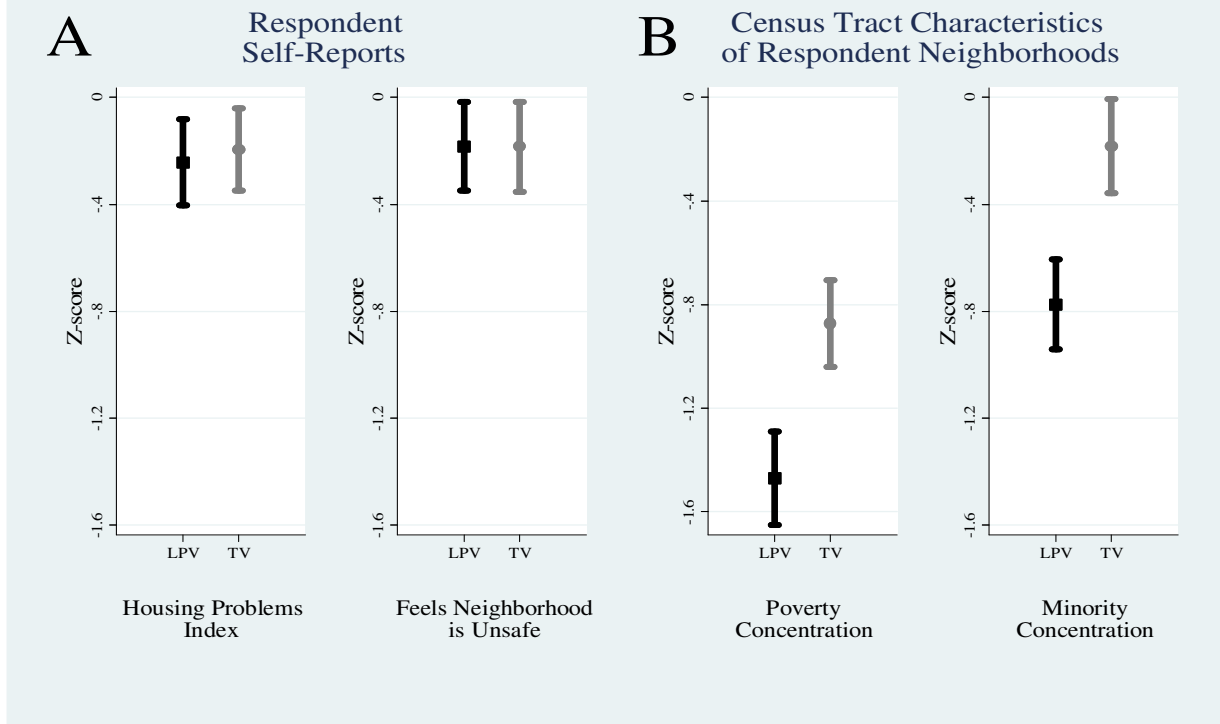 A
Respondent
Self-Reports
B
Census Tract Characteristics
of Respondent Neighborhoods
Z-score
0
-.4
-.8
-1.2
-1.6
LPV TV
Housing Problems
Index
Z-score
0
-.4
-.8
-1.2
-1.6
LPV TV
Feels Neighborhood
is Unsafe
Z-score
0
-.4
-.8
-1.2
-1.6
LPV TV
Poverty
Concentration
Z-score
0
-.4
-.8
-1.2
-1.6
LPV TV
Minority
Concentration